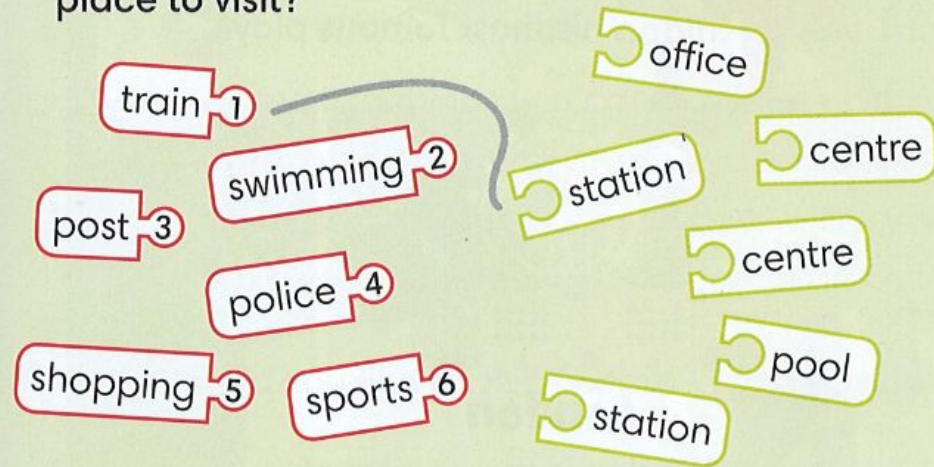 place to visit?
train 1
swimming 2
post 3
police 4
shopping 5
sports 6
office
station
centre
centre
pool
station